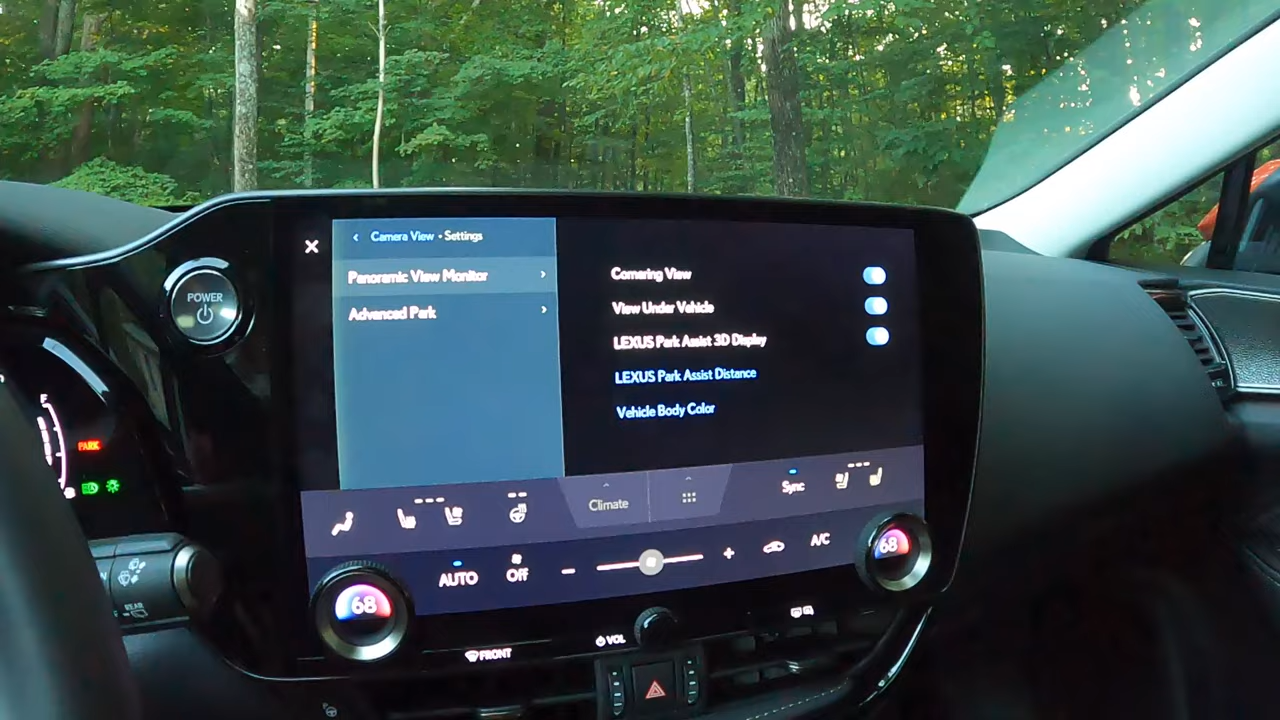 Camera View • Settings
Panoramic View Monitor
Advanced Park
Cornering View
View Under Vehicle
LEXUS Park Assist 3D Display
LEXUS Park Assist Distance
Vehicle Body Color
POWER
F
PARK
Climate
Sync
AUTO
Off
A/C
68
68
REAR
VOL
FRONT